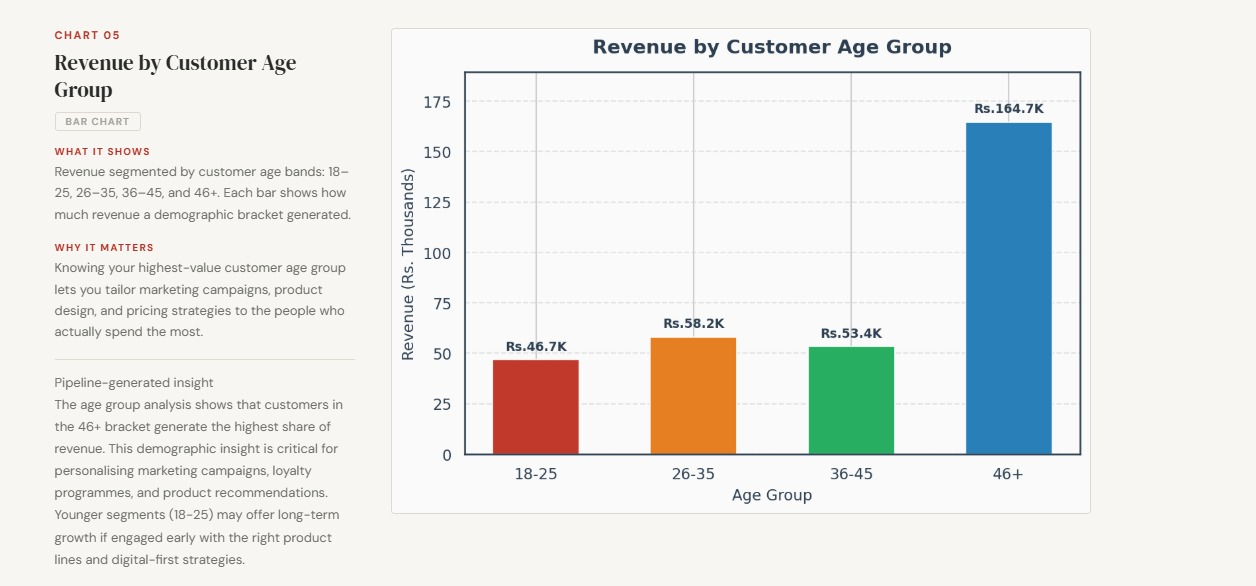 CHART 05
Revenue by Customer Age
Group
BAR CHART
WHAT IT SHOWS
Revenue segmented by customer age bands: 18–
25, 26–35, 36–45, and 46+. Each bar shows how
much revenue a demographic bracket generated.
WHY IT MATTERS
Knowing your highest-value customer age group
lets you tailor marketing campaigns, product
design, and pricing strategies to the people who
actually spend the most.
Pipeline-generated insight
The age group analysis shows that customers in
the 46+ bracket generate the highest share of
revenue. This demographic insight is critical for
personalising marketing campaigns, loyalty
programmes, and product recommendations.
Younger segments (18-25) may offer long-term
growth if engaged early with the right product
lines and digital-first strategies.
Revenue by Customer Age Group
Revenue (Rs. Thousands)
175
150
125
100
75
50
25
0
Rs.46.7K
Rs.58.2K
Rs.53.4K
Rs.164.7K
18-25
26-35
36-45
46+
Age Group